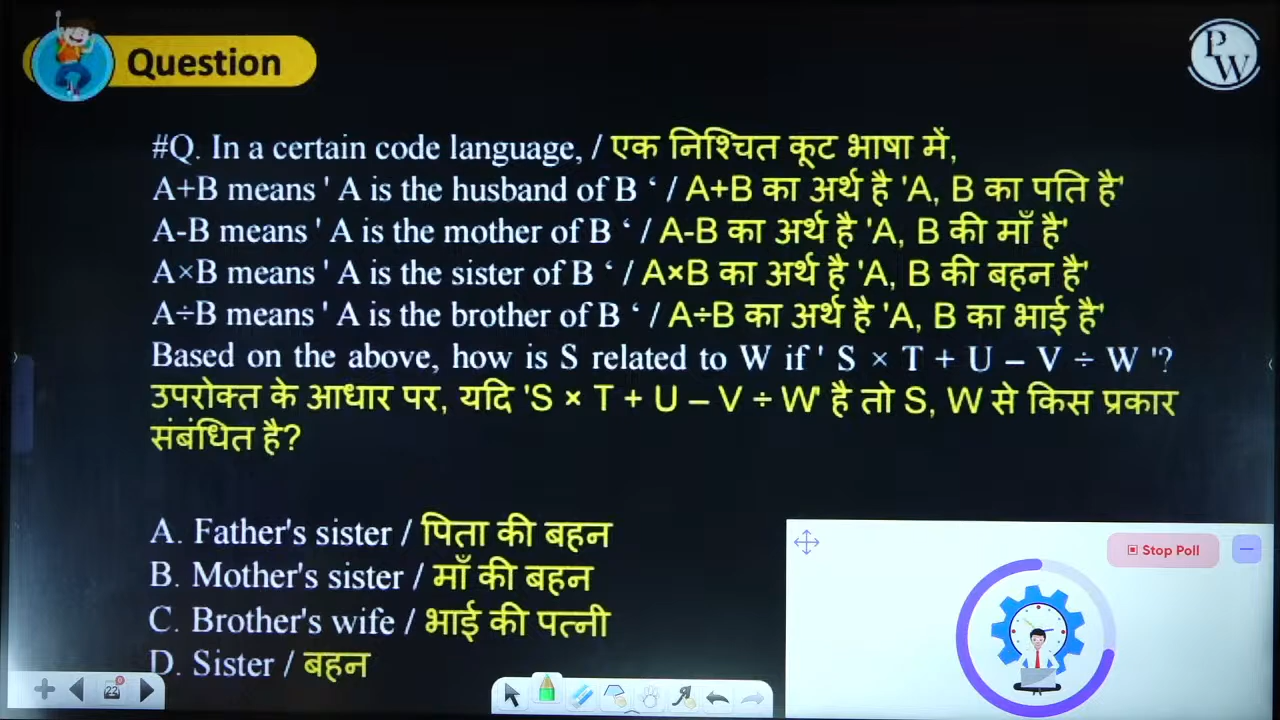 Question
PW
#Q. In a certain code language, / एक निश्चित कूट भाषा में,
A+B means ' A is the husband of B ‘ / A+B का अर्थ है 'A, B का पति है'
A-B means ' A is the mother of B ‘ / A-B का अर्थ है 'A, B की माँ है'
A×B means ' A is the sister of B ‘ / A×B का अर्थ है 'A, B की बहन है'
A÷B means ' A is the brother of B ‘ / A÷B का अर्थ है 'A, B का भाई है'
Based on the above, how is S related to W if ' S × T + U – V ÷ W '?
उपरोक्त के आधार पर, यदि 'S × T + U – V ÷ W' है तो S, W से किस प्रकार
संबंधित है?
A. Father's sister / पिता की बहन
B. Mother's sister / माँ की बहन
C. Brother's wife / भाई की पत्नी
D. Sister / बहन
Stop Poll
22